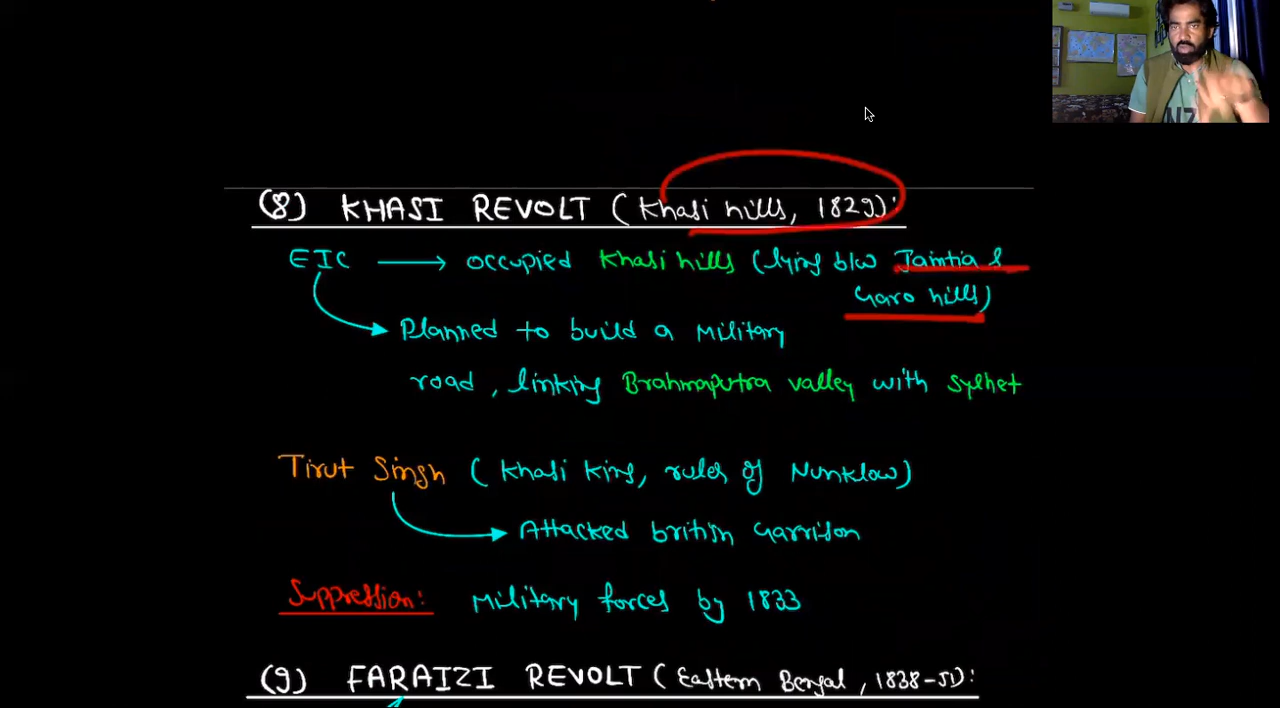 (8) KHASI REVOLT (Khasi hills, 1829):
EIC → occupied Khasi hills (lying b/w Jaintia &
Garo hills)
Planned to build a Military
road, linking Brahmaputra valley with Sylhet
Tirut Singh (Khasi King, ruler of Nunklow)
Attacked british Garrison
Suppression: Military forces by 1833
(9) FARAIZI REVOLT (Eastern Bengal, 1838-51):